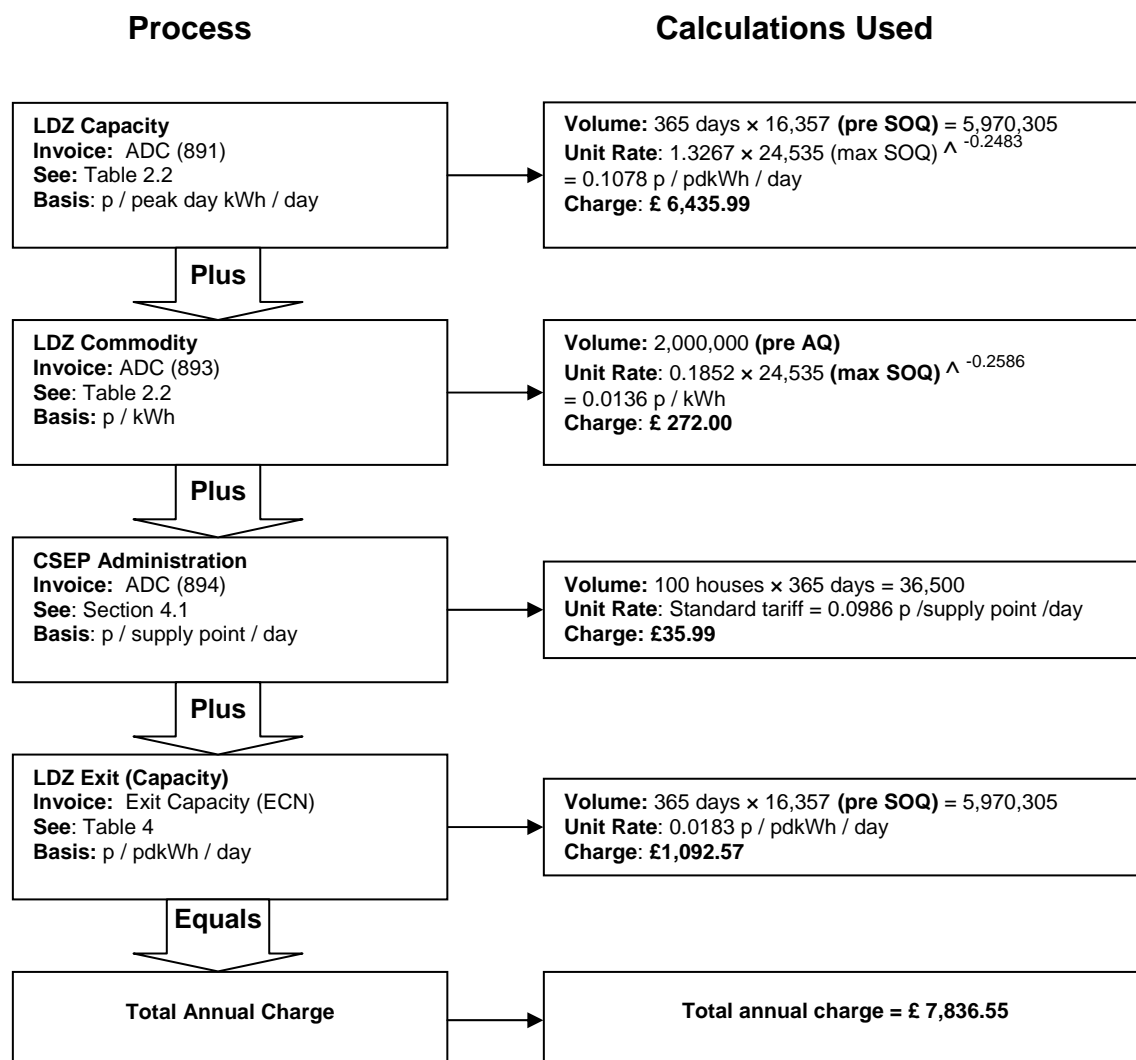 Process
Calculations Used
LDZ Capacity
Invoice: ADC (891)
See: Table 2.2
Basis: p / peak day kWh / day
Volume: 365 days × 16,357 (pre SOQ) = 5,970,305
Unit Rate: 1.3267 × 24,535 (max SOQ) ^ -0.2483
= 0.1078 p / pdkWh / day
Charge: £ 6,435.99
Plus
LDZ Commodity
Invoice: ADC (893)
See: Table 2.2
Basis: p / kWh
Volume: 2,000,000 (pre AQ)
Unit Rate: 0.1852 × 24,535 (max SOQ) ^ -0.2586
= 0.0136 p / kWh
Charge: £ 272.00
Plus
CSEP Administration
Invoice: ADC (894)
See: Section 4.1
Basis: p / supply point / day
Volume: 100 houses × 365 days = 36,500
Unit Rate: Standard tariff = 0.0986 p /supply point /day
Charge: £35.99
Plus
LDZ Exit (Capacity)
Invoice: Exit Capacity (ECN)
See: Table 4
Basis: p / pdkWh / day
Volume: 365 days × 16,357 (pre SOQ) = 5,970,305
Unit Rate: 0.0183 p / pdkWh / day
Charge: £1,092.57
Equals
Total Annual Charge
Total annual charge = £ 7,836.55